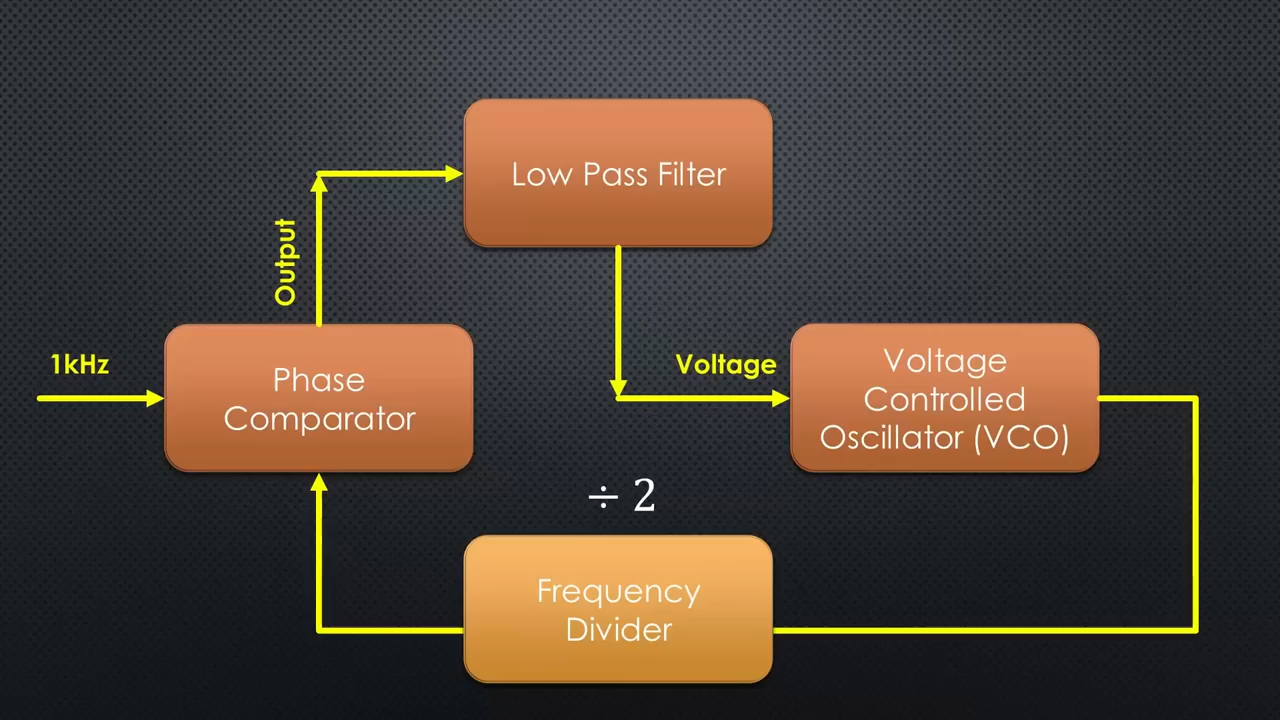 Low Pass Filter
Output
1kHz
Phase
Comparator
Voltage
Voltage
Controlled
Oscillator (VCO)
÷ 2
Frequency
Divider